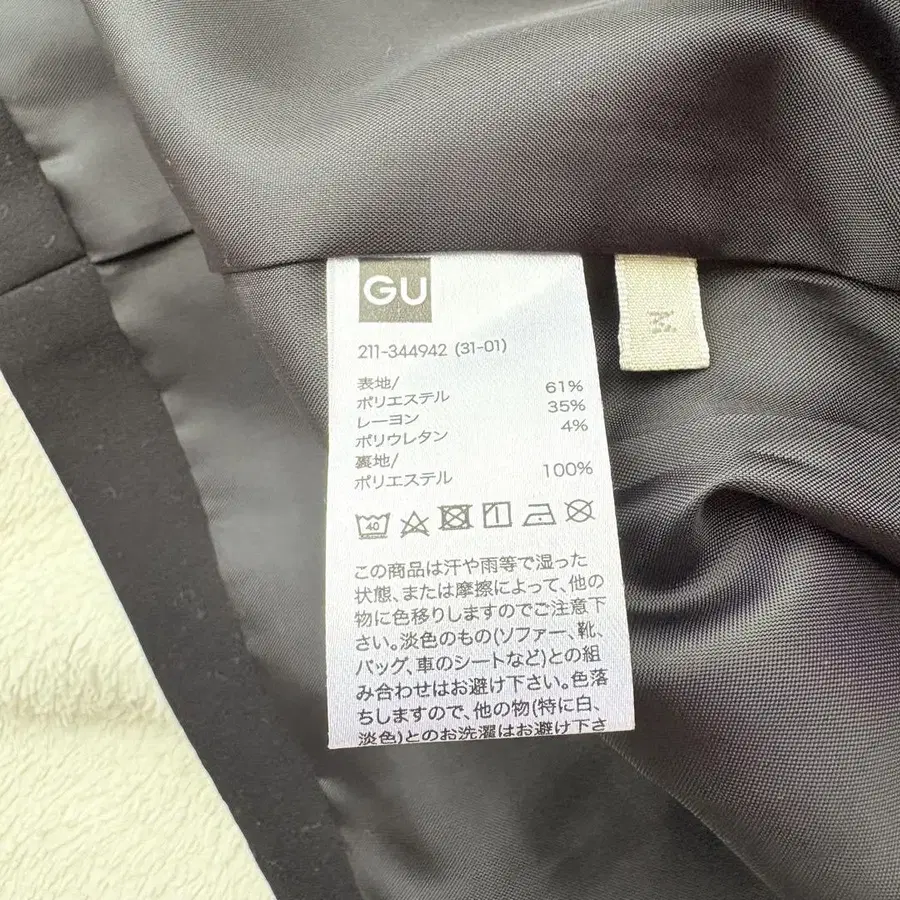 GU
211-344942 (31-01)
表地/
ポリエステル 61%
レーヨン 35%
ポリウレタン 4%
裏地/
ポリエステル 100%
40
この商品は汗や雨等で湿った
状態、または摩擦によって、他の
物に色移りしますのでご注意下
さい。淡色のもの(ソファー、靴、
バッグ、車のシートなど)との組
み合わせはお避け下さい。色落
ちしますので、他の物(特に白、
淡色)とのお洗濯はお避け下さ
M